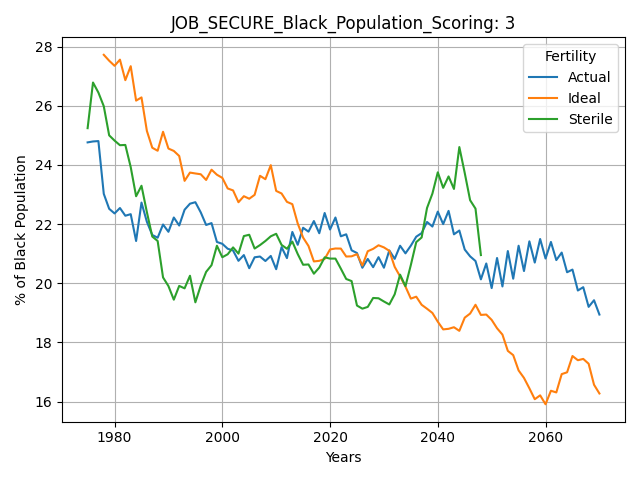 JOB_SECURE_Black_Population_Scoring: 3
Fertility
Actual
Ideal
Sterile
% of Black Population
28
26
24
22
20
18
16
1980 2000 2020 2040 2060
Years